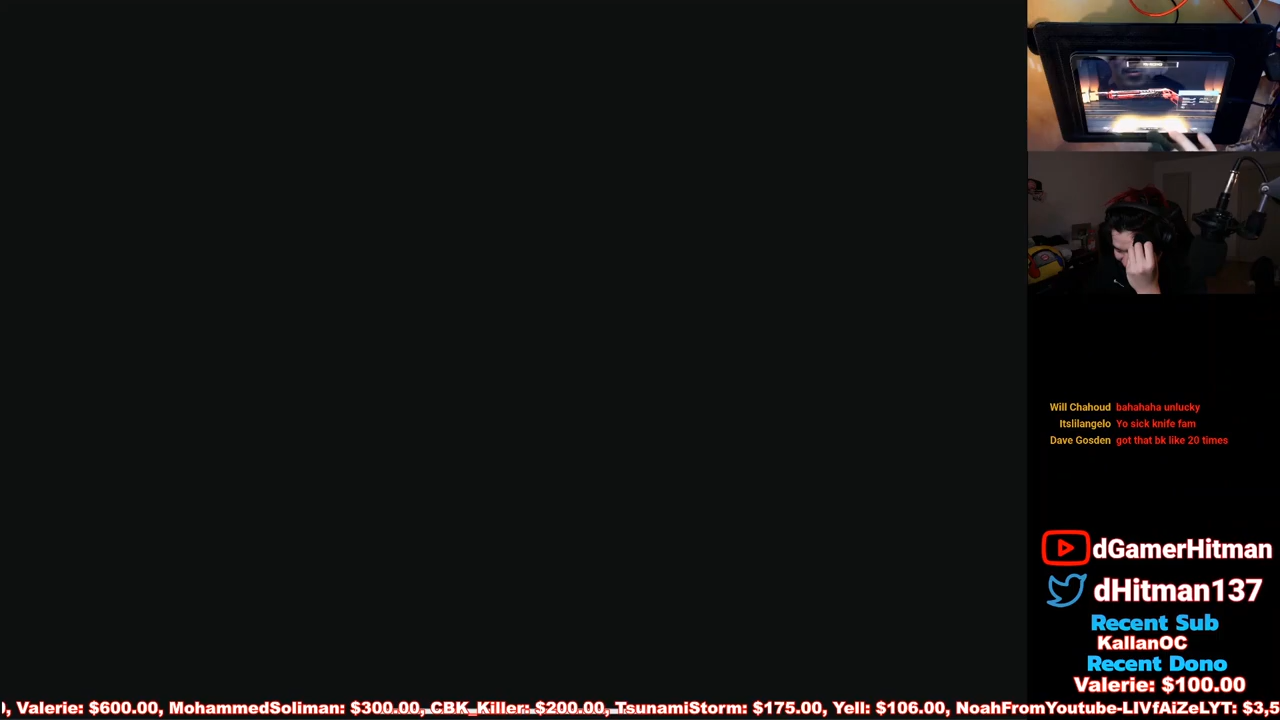 Will Chahoud bahahaha unlucky
Itslilangelo Yo sick knife fam
Dave Gosden got that bk like 20 times
dGamerHitman
dHitman137
Recent Sub
KallanOC
Recent Dono
Valerie: $100.00
), Valerie: $600.00, MohammedSoliman: $300.00, CBK_Killer: $200.00, TsunamiStorm: $175.00, Yell: $106.00, NoahFromYoutube-LIVfAiZeLYT: $3,5